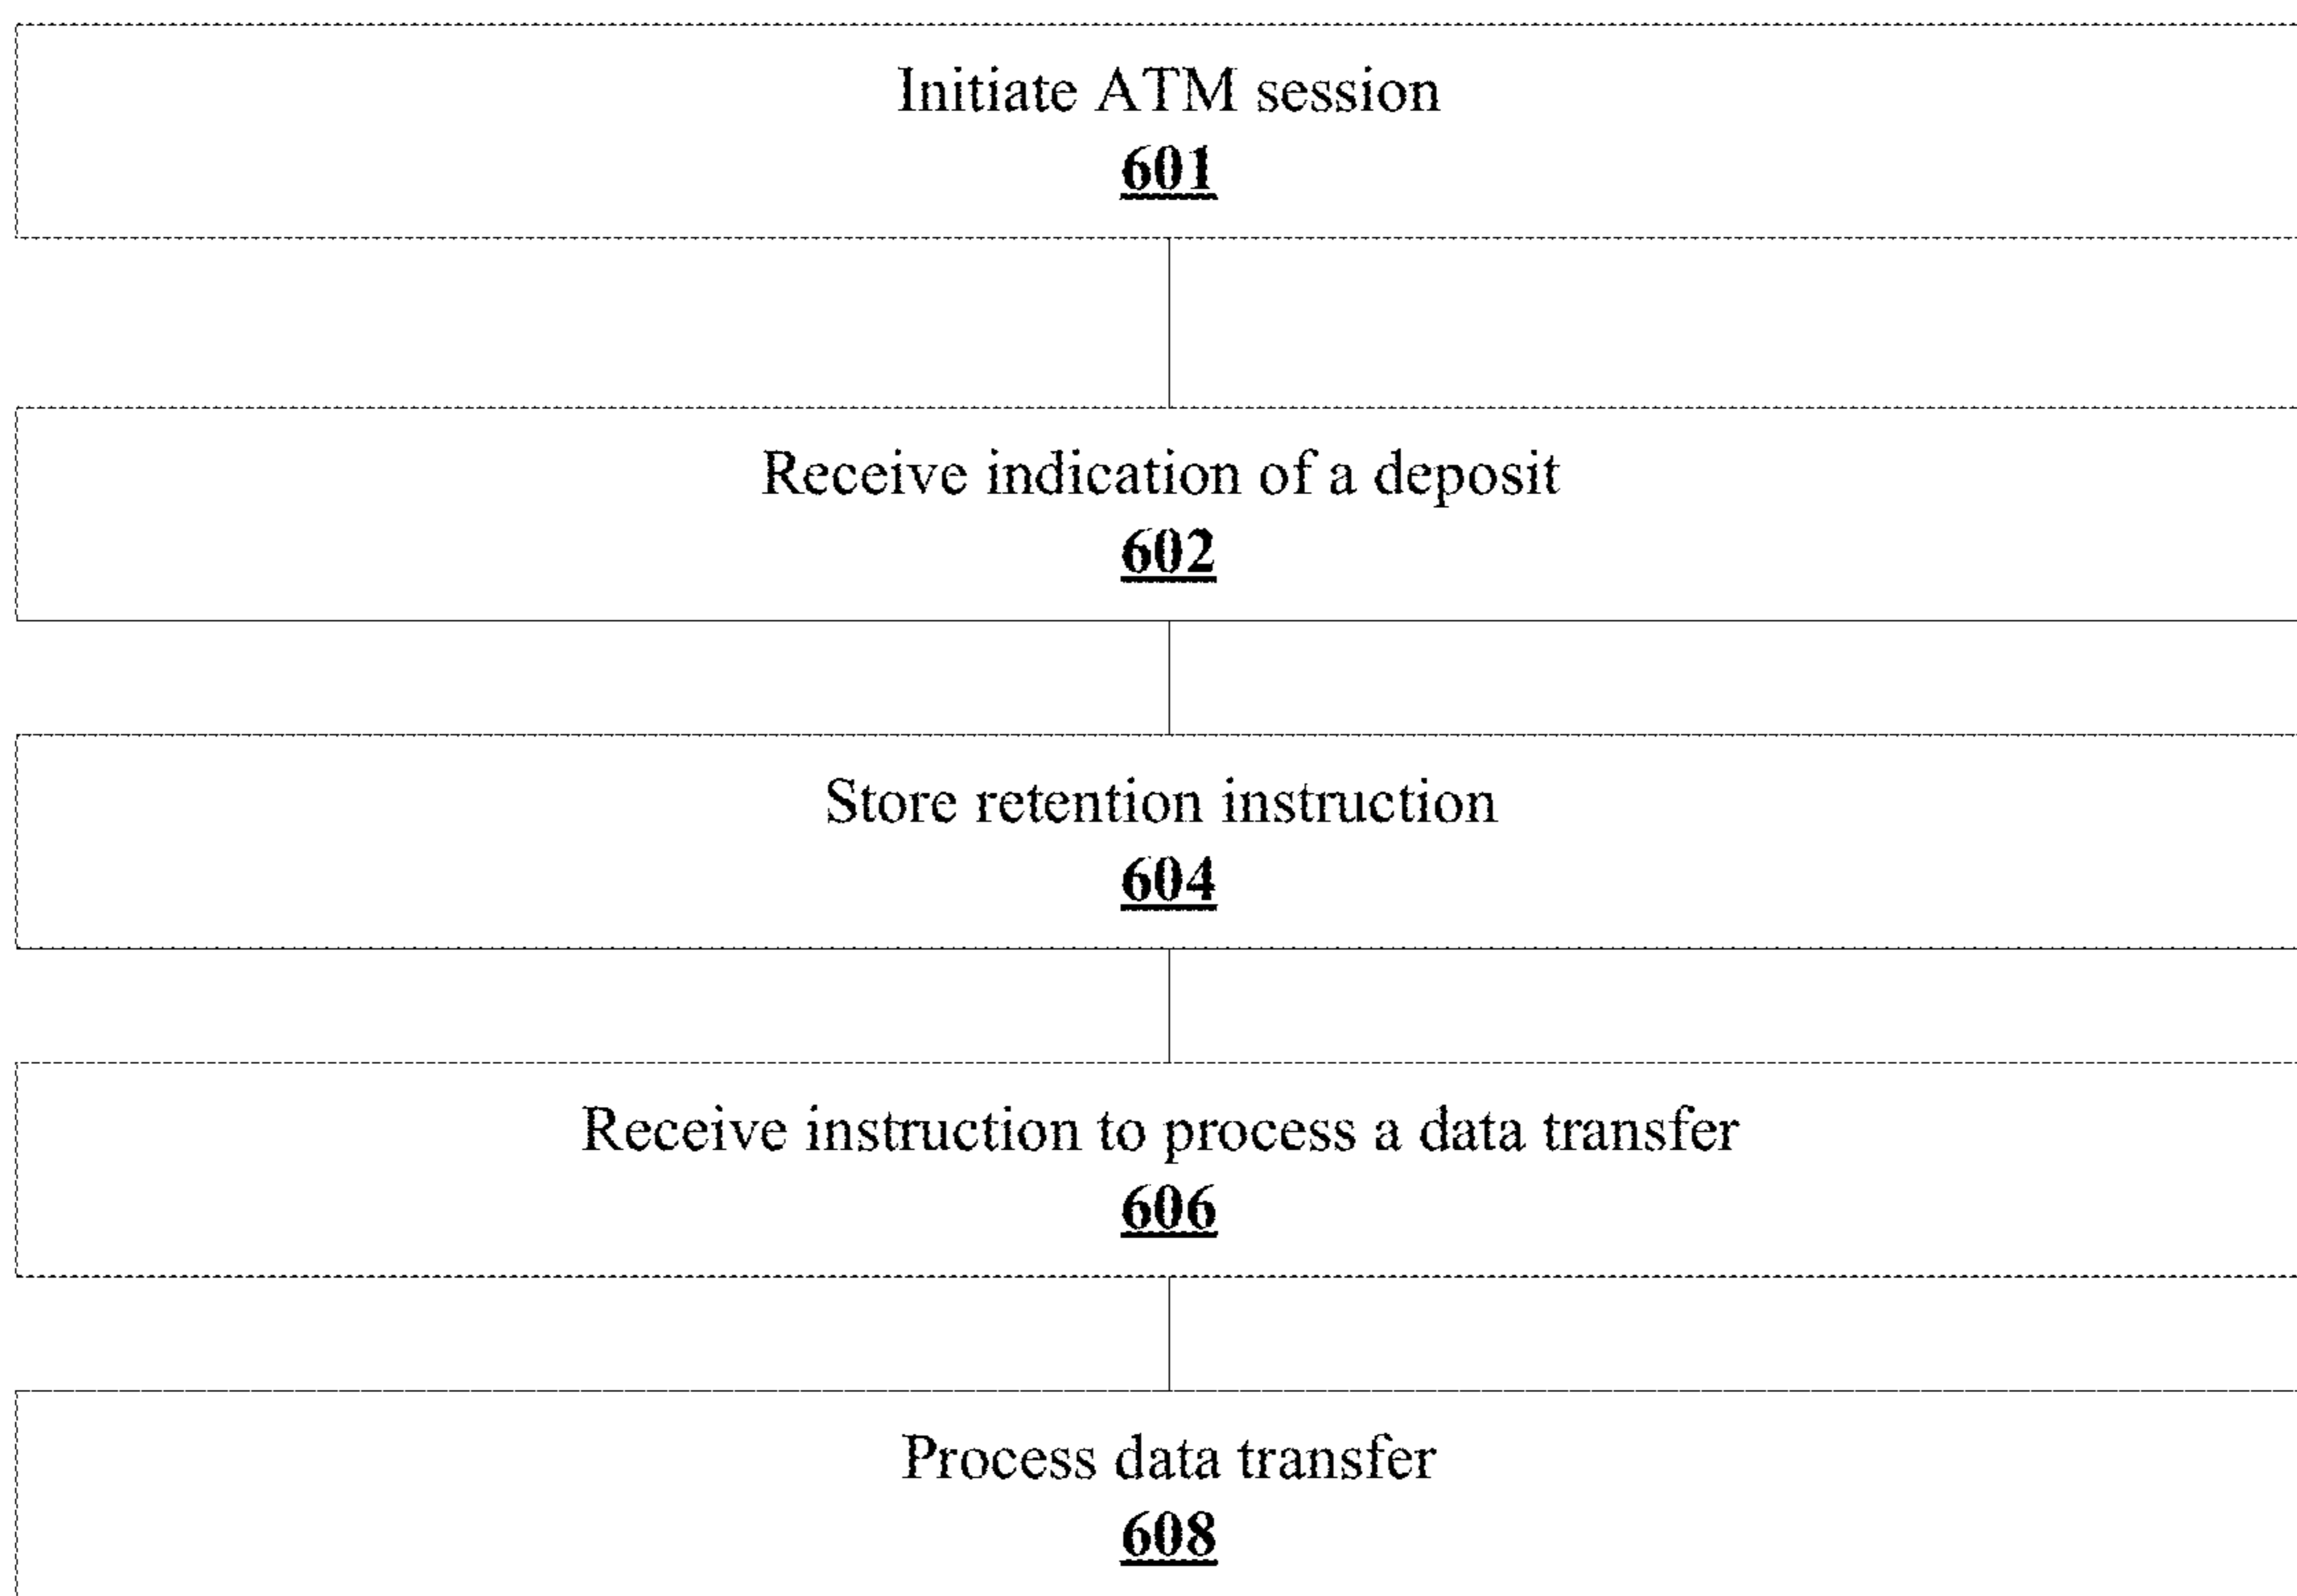 Initiate ATM session
601
Receive indication of a deposit
602
Store retention instruction
604
Receive instruction to process a data transfer
606
Process data transfer
608